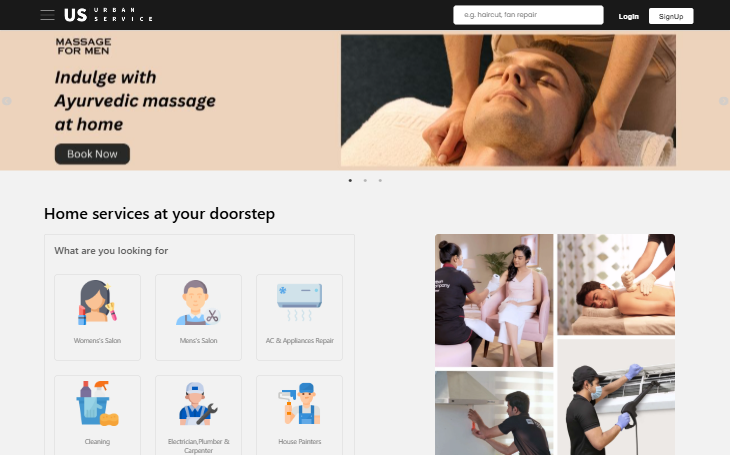 US URBAN
SERVICE
e.g. haircut, fan repair
Login
SignUp
MASSAGE
FOR MEN
Indulge with
Ayurvedic massage
at home
Book Now
Home services at your doorstep
What are you looking for
Womens's Salon
Mens's Salon
AC & Appliances Repair
Cleaning
Electrician,Plumber &
Carpenter
House Painters